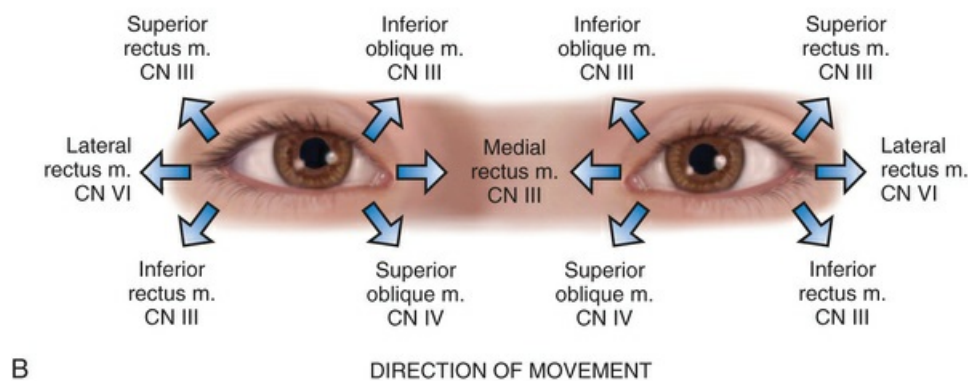 Superior
rectus m.
CN III
Inferior
oblique m.
CN III
Inferior
oblique m.
CN III
Superior
rectus m.
CN III
Lateral
rectus m.
CN VI
Medial
rectus m.
CN III
Lateral
rectus m.
CN VI
Inferior
rectus m.
CN III
Superior
oblique m.
CN IV
Superior
oblique m.
CN IV
Inferior
rectus m.
CN III
B
DIRECTION OF MOVEMENT